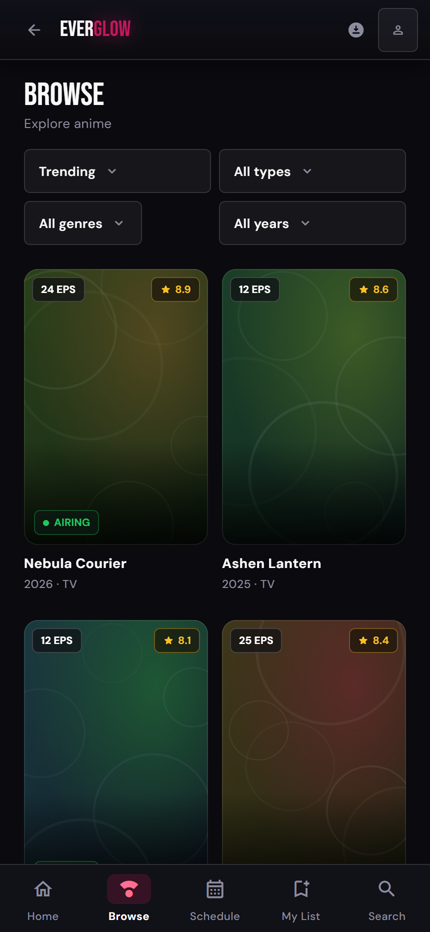 EVERGLOW
BROWSE
Explore anime
Trending
All types
All genres
All years
24 EPS
8.9
12 EPS
8.6
AIRING
Nebula Courier
Ashen Lantern
2026 · TV
2025 · TV
12 EPS
8.1
25 EPS
8.4
Home
Browse
Schedule
My List
Search